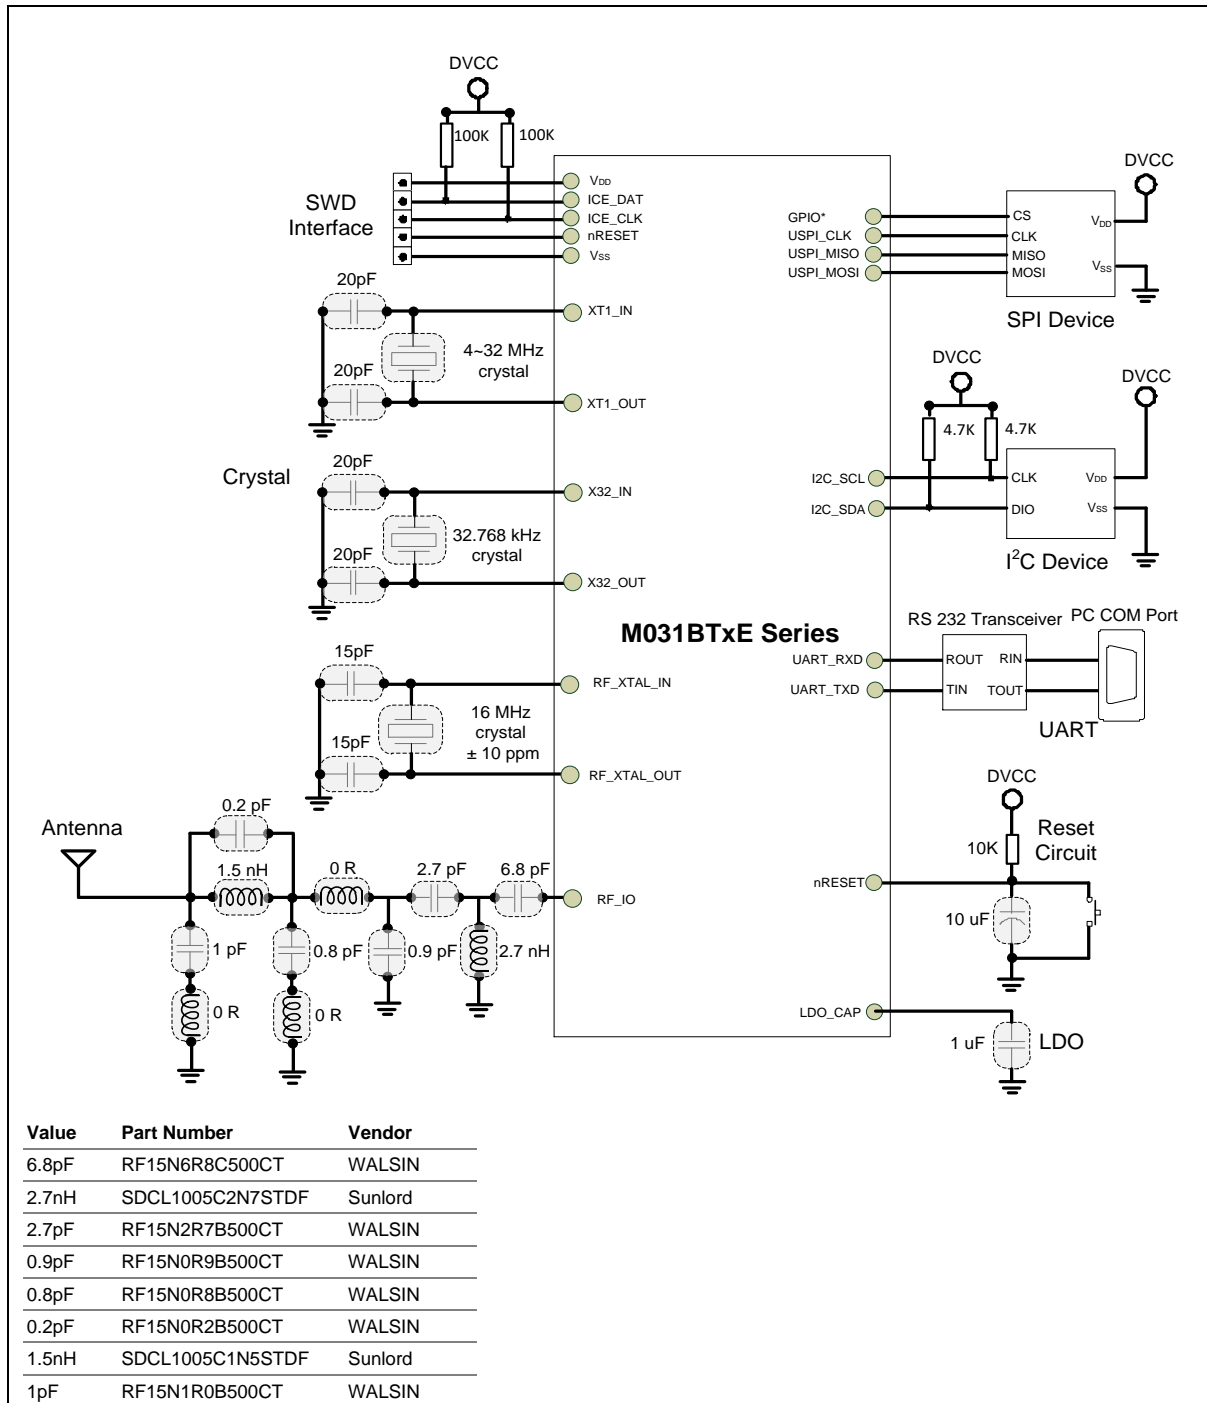 DVCC
100K 100K
SWD
Interface
VDD
ICE_DAT
ICE_CLK
nRESET
VSS
20pF
XT1_IN
4~32 MHz
crystal
20pF
XT1_OUT
Crystal
20pF
X32_IN
32.768 kHz
crystal
20pF
X32_OUT
15pF
RF_XTAL_IN
16 MHz
crystal
± 10 ppm
15pF
RF_XTAL_OUT
Antenna
0.2 pF
1.5 nH
0 R
2.7 pF
6.8 pF
RF_IO
1 pF
0.8 pF
0.9 pF
2.7 nH
0 R
0 R
M031BTxE Series
GPIO*
USPI_CLK
USPI_MISO
USPI_MOSI
CS
CLK
MISO
MOSI
VDD
VSS
DVCC
SPI Device
DVCC
4.7K 4.7K
DVCC
I2C_SCL
I2C_SDA
CLK
DIO
VDD
VSS
I2C Device
RS 232 Transceiver
PC COM Port
UART_RXD
UART_TXD
ROUT RIN
TIN TOUT
UART
DVCC
10K
Reset
Circuit
nRESET
10 uF
LDO_CAP
1 uF
LDO
Value Part Number Vendor
6.8pF RF15N6R8C500CT WALSIN
2.7nH SDCL1005C2N7STDF Sunlord
2.7pF RF15N2R7B500CT WALSIN
0.9pF RF15N0R9B500CT WALSIN
0.8pF RF15N0R8B500CT WALSIN
0.2pF RF15N0R2B500CT WALSIN
1.5nH SDCL1005C1N5STDF Sunlord
1pF RF15N1R0B500CT WALSIN